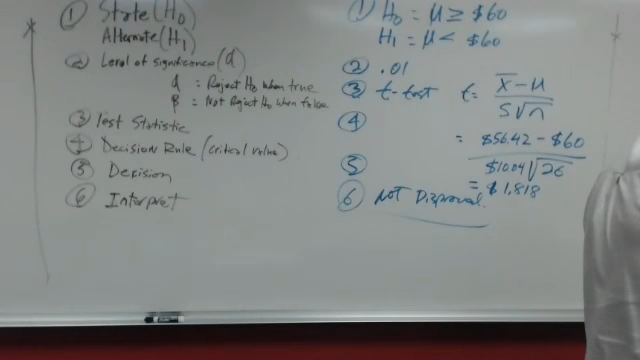 ① State (H0)
Alternate (H1)
② Level of significance (α)
α = Reject H0 when true
β = Not Reject H0 when false
③ Test Statistic
④ Decision Rule (critical value)
⑤ Decision
⑥ Interpret
① H0 = μ ≥ $60
H1 = μ < $60
② .01
③ t-test t = x̄ - μ
S√n
④
= $56.42 - $60
$10.04√26
⑤
= $1.818
⑥ Not Disproved.